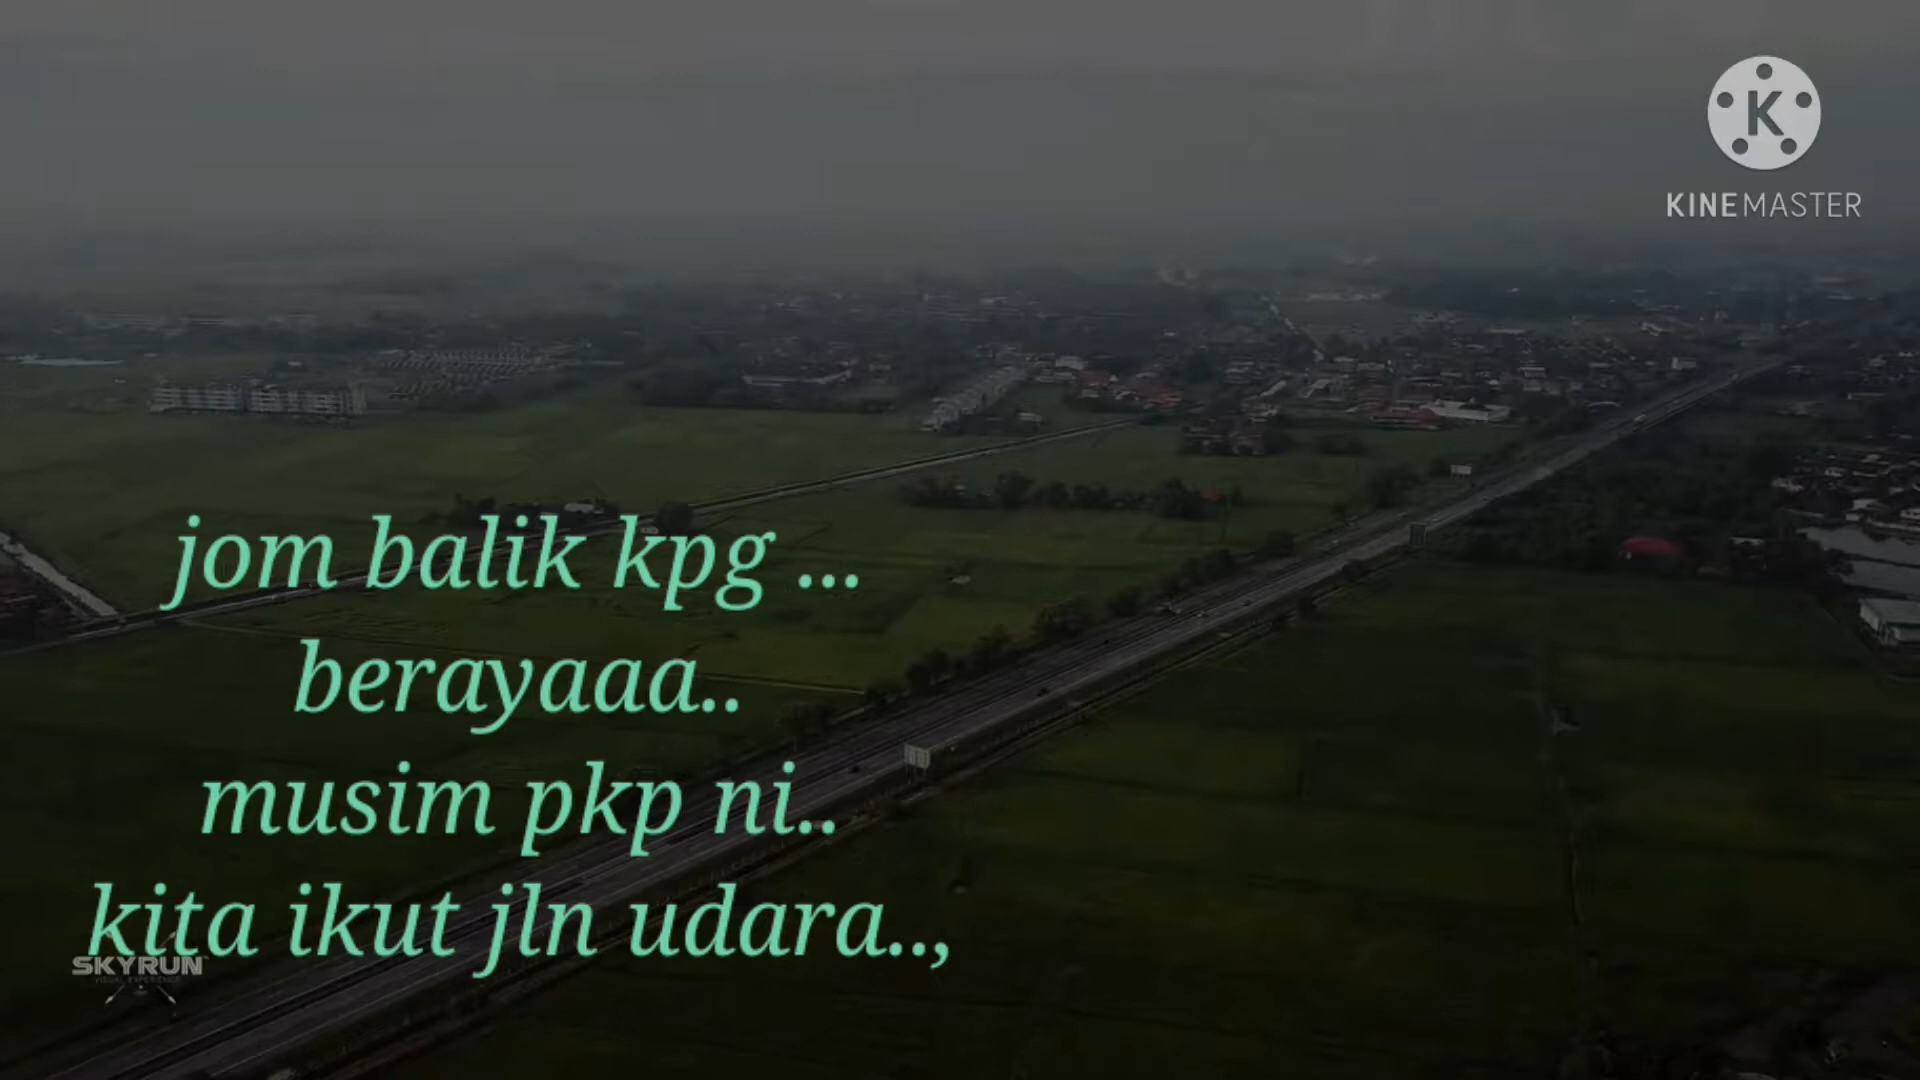 KINEMASTER
jom balik kpg ...
berayaaa..
musim pkp ni..
kita ikut jln udara..,
SKYRUN